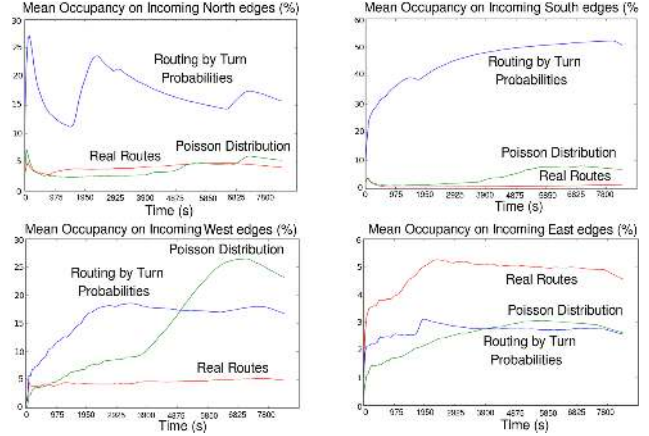 Mean Occupancy on Incoming North edges (%)
30
25
20
15
10
5
0
Routing by Turn
Probabilities
Poisson Distribution
Real Routes
0 975 1950 2925 3900 4875 5850 6825 7800
Time (s)
Mean Occupancy on Incoming South edges (%
60
50
40
30
20
10
0
Routing by Turn
Probabilities
Poisson Distribution
Real Routes
0 975 1950 2925 3900 4875 5850 6825 7800
Time (s)
Mean Occupancy on Incoming West edges (%)
30
25
20
15
10
5
0
Poisson Distribution
Routing by Turn
Probabilities
Real Routes
0 975 1950 2925 3900 4875 5850 6825 7800
Time (s)
Mean Occupancy on Incoming East edges (%)
6
5
4
3
2
1
0
Real Routes
Poisson Distribution
Routing by Turn
Probabilities
0 975 1950 2925 3900 4875 5850 6825 7800
Time (s)